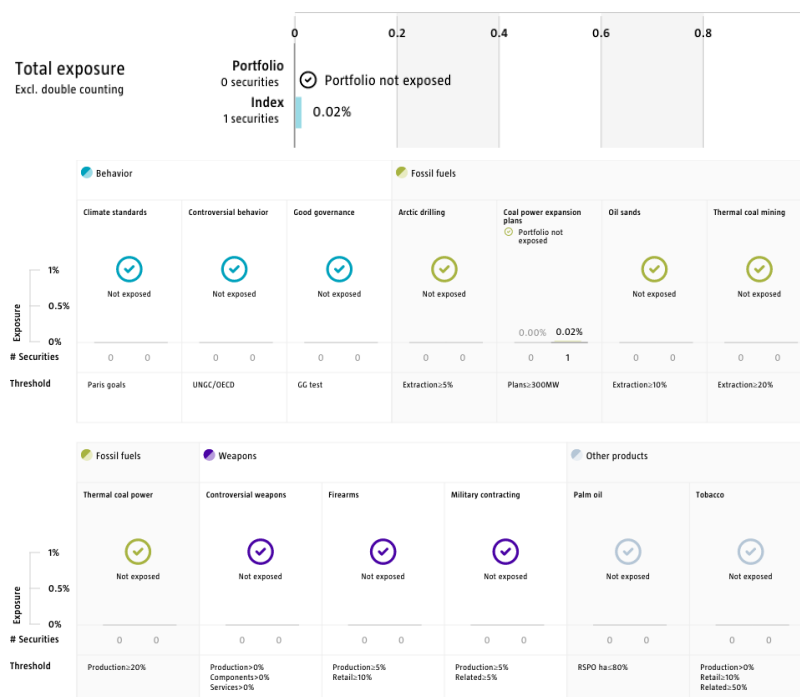 0 0.2 0.4 0.6 0.8
Total exposure
Excl. double counting
Portfolio
0 securities
Portfolio not exposed
Index
1 securities
0.02%
Behavior
Fossil fuels
Climate standards
Controversial behavior
Good governance
Arctic drilling
Coal power expansion
plans
Portfolio not
exposed
Oil sands
Thermal coal mining
Not exposed
Not exposed
Not exposed
Not exposed
Not exposed
Not exposed
Exposure
1%
0.5%
0%
0.00% 0.02%
# Securities 0 0 0 0 0 0 0 0 0 1 0 0 0 0
Threshold
Paris goals
UNGC/OECD
GG test
Extraction≥5%
Plans≥300MW
Extraction≥10%
Extraction≥20%
Fossil fuels
Weapons
Other products
Thermal coal power
Controversial weapons
Firearms
Military contracting
Palm oil
Tobacco
Not exposed
Not exposed
Not exposed
Not exposed
Not exposed
Not exposed
Exposure
1%
0.5%
0%
# Securities 0 0 0 0 0 0 0 0 0 0 0 0
Threshold
Production≥20%
Production>0%
Components>0%
Services>0%
Production≥5%
Retail≥10%
Production≥5%
Related≥5%
RSPO ha≤80%
Production>0%
Retail≥10%
Related≥50%